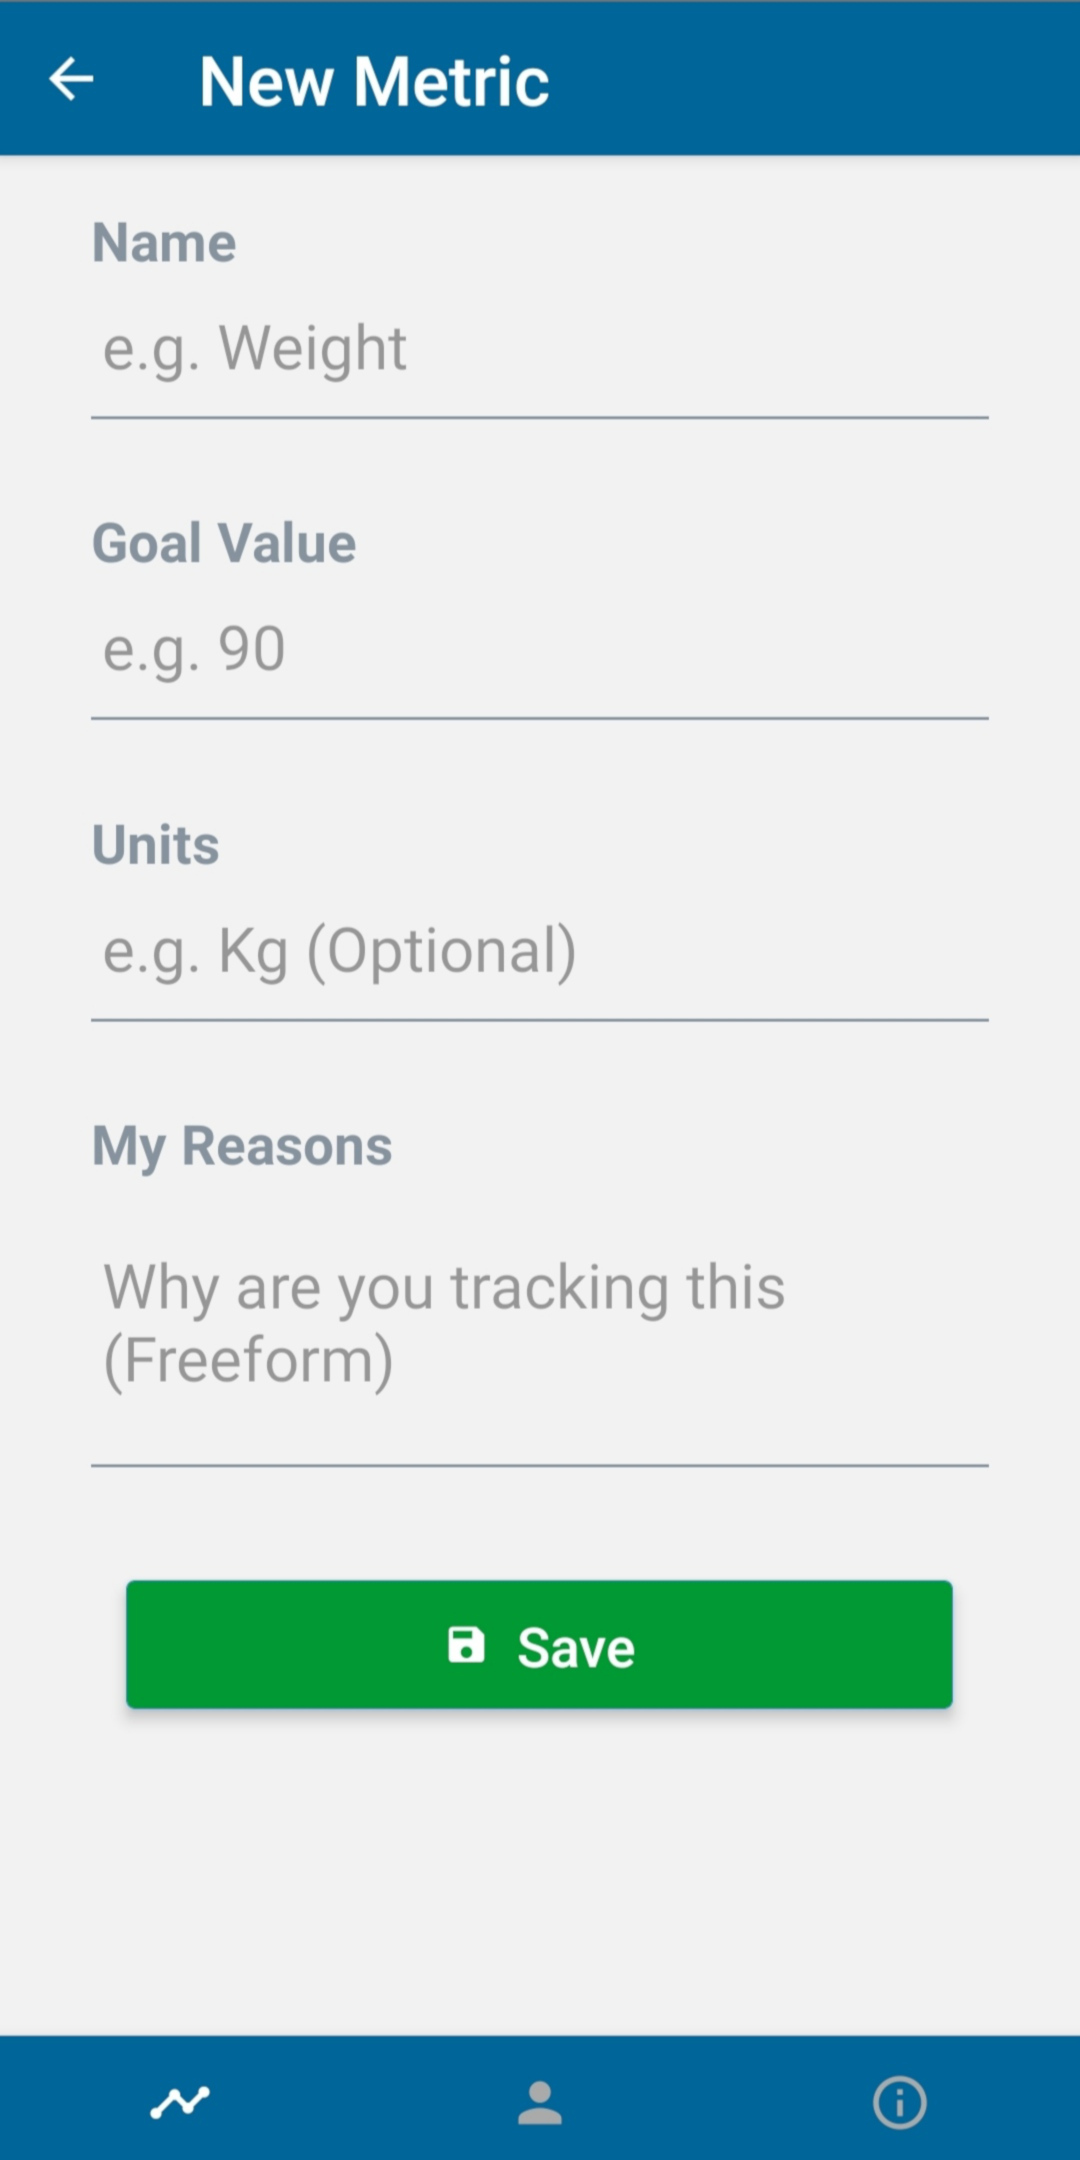 New Metric
Name
e.g. Weight
Goal Value
e.g. 90
Units
e.g. Kg (Optional)
My Reasons
Why are you tracking this
(Freeform)
Save